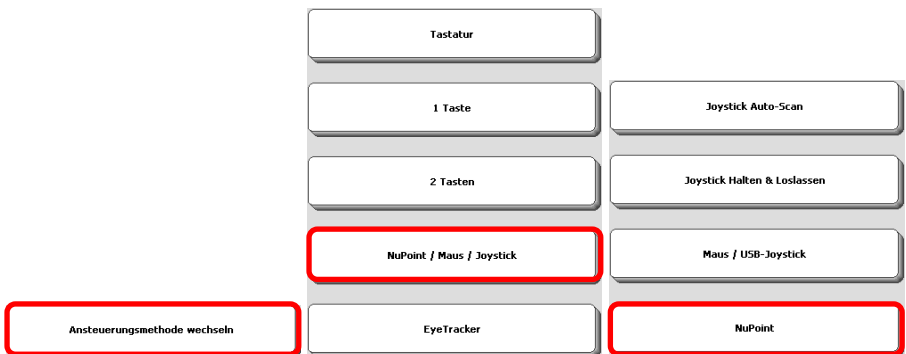 Tastatur
1 Taste
Joystick Auto-Scan
2 Tasten
Joystick Halten & Loslassen
NuPoint / Maus / Joystick
Maus / USB-Joystick
Ansteuerungsmethode wechseln
EyeTracker
NuPoint